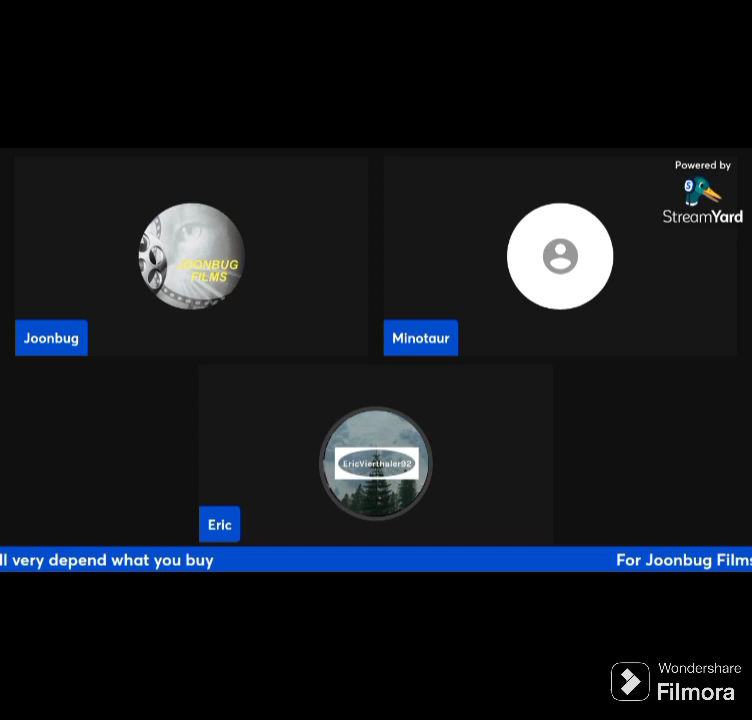 Powered by
StreamYard
JOONBUG
FILMS
Joonbug
Minotaur
EricVierthaler92
Eric
ll very depend what you buy
For Joonbug Films
Wondershare
Filmora